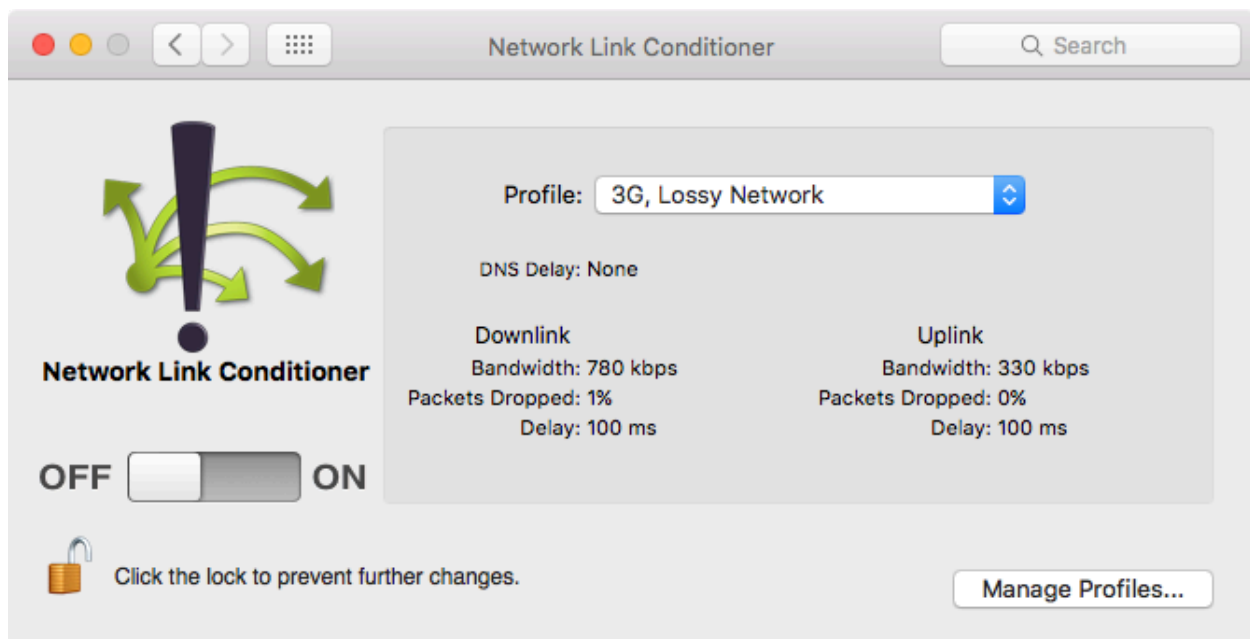 Network Link Conditioner
Search
Network Link Conditioner
OFF ON
Profile: 3G, Lossy Network
DNS Delay: None
Downlink
Bandwidth: 780 kbps
Packets Dropped: 1%
Delay: 100 ms
Uplink
Bandwidth: 330 kbps
Packets Dropped: 0%
Delay: 100 ms
Click the lock to prevent further changes.
Manage Profiles...